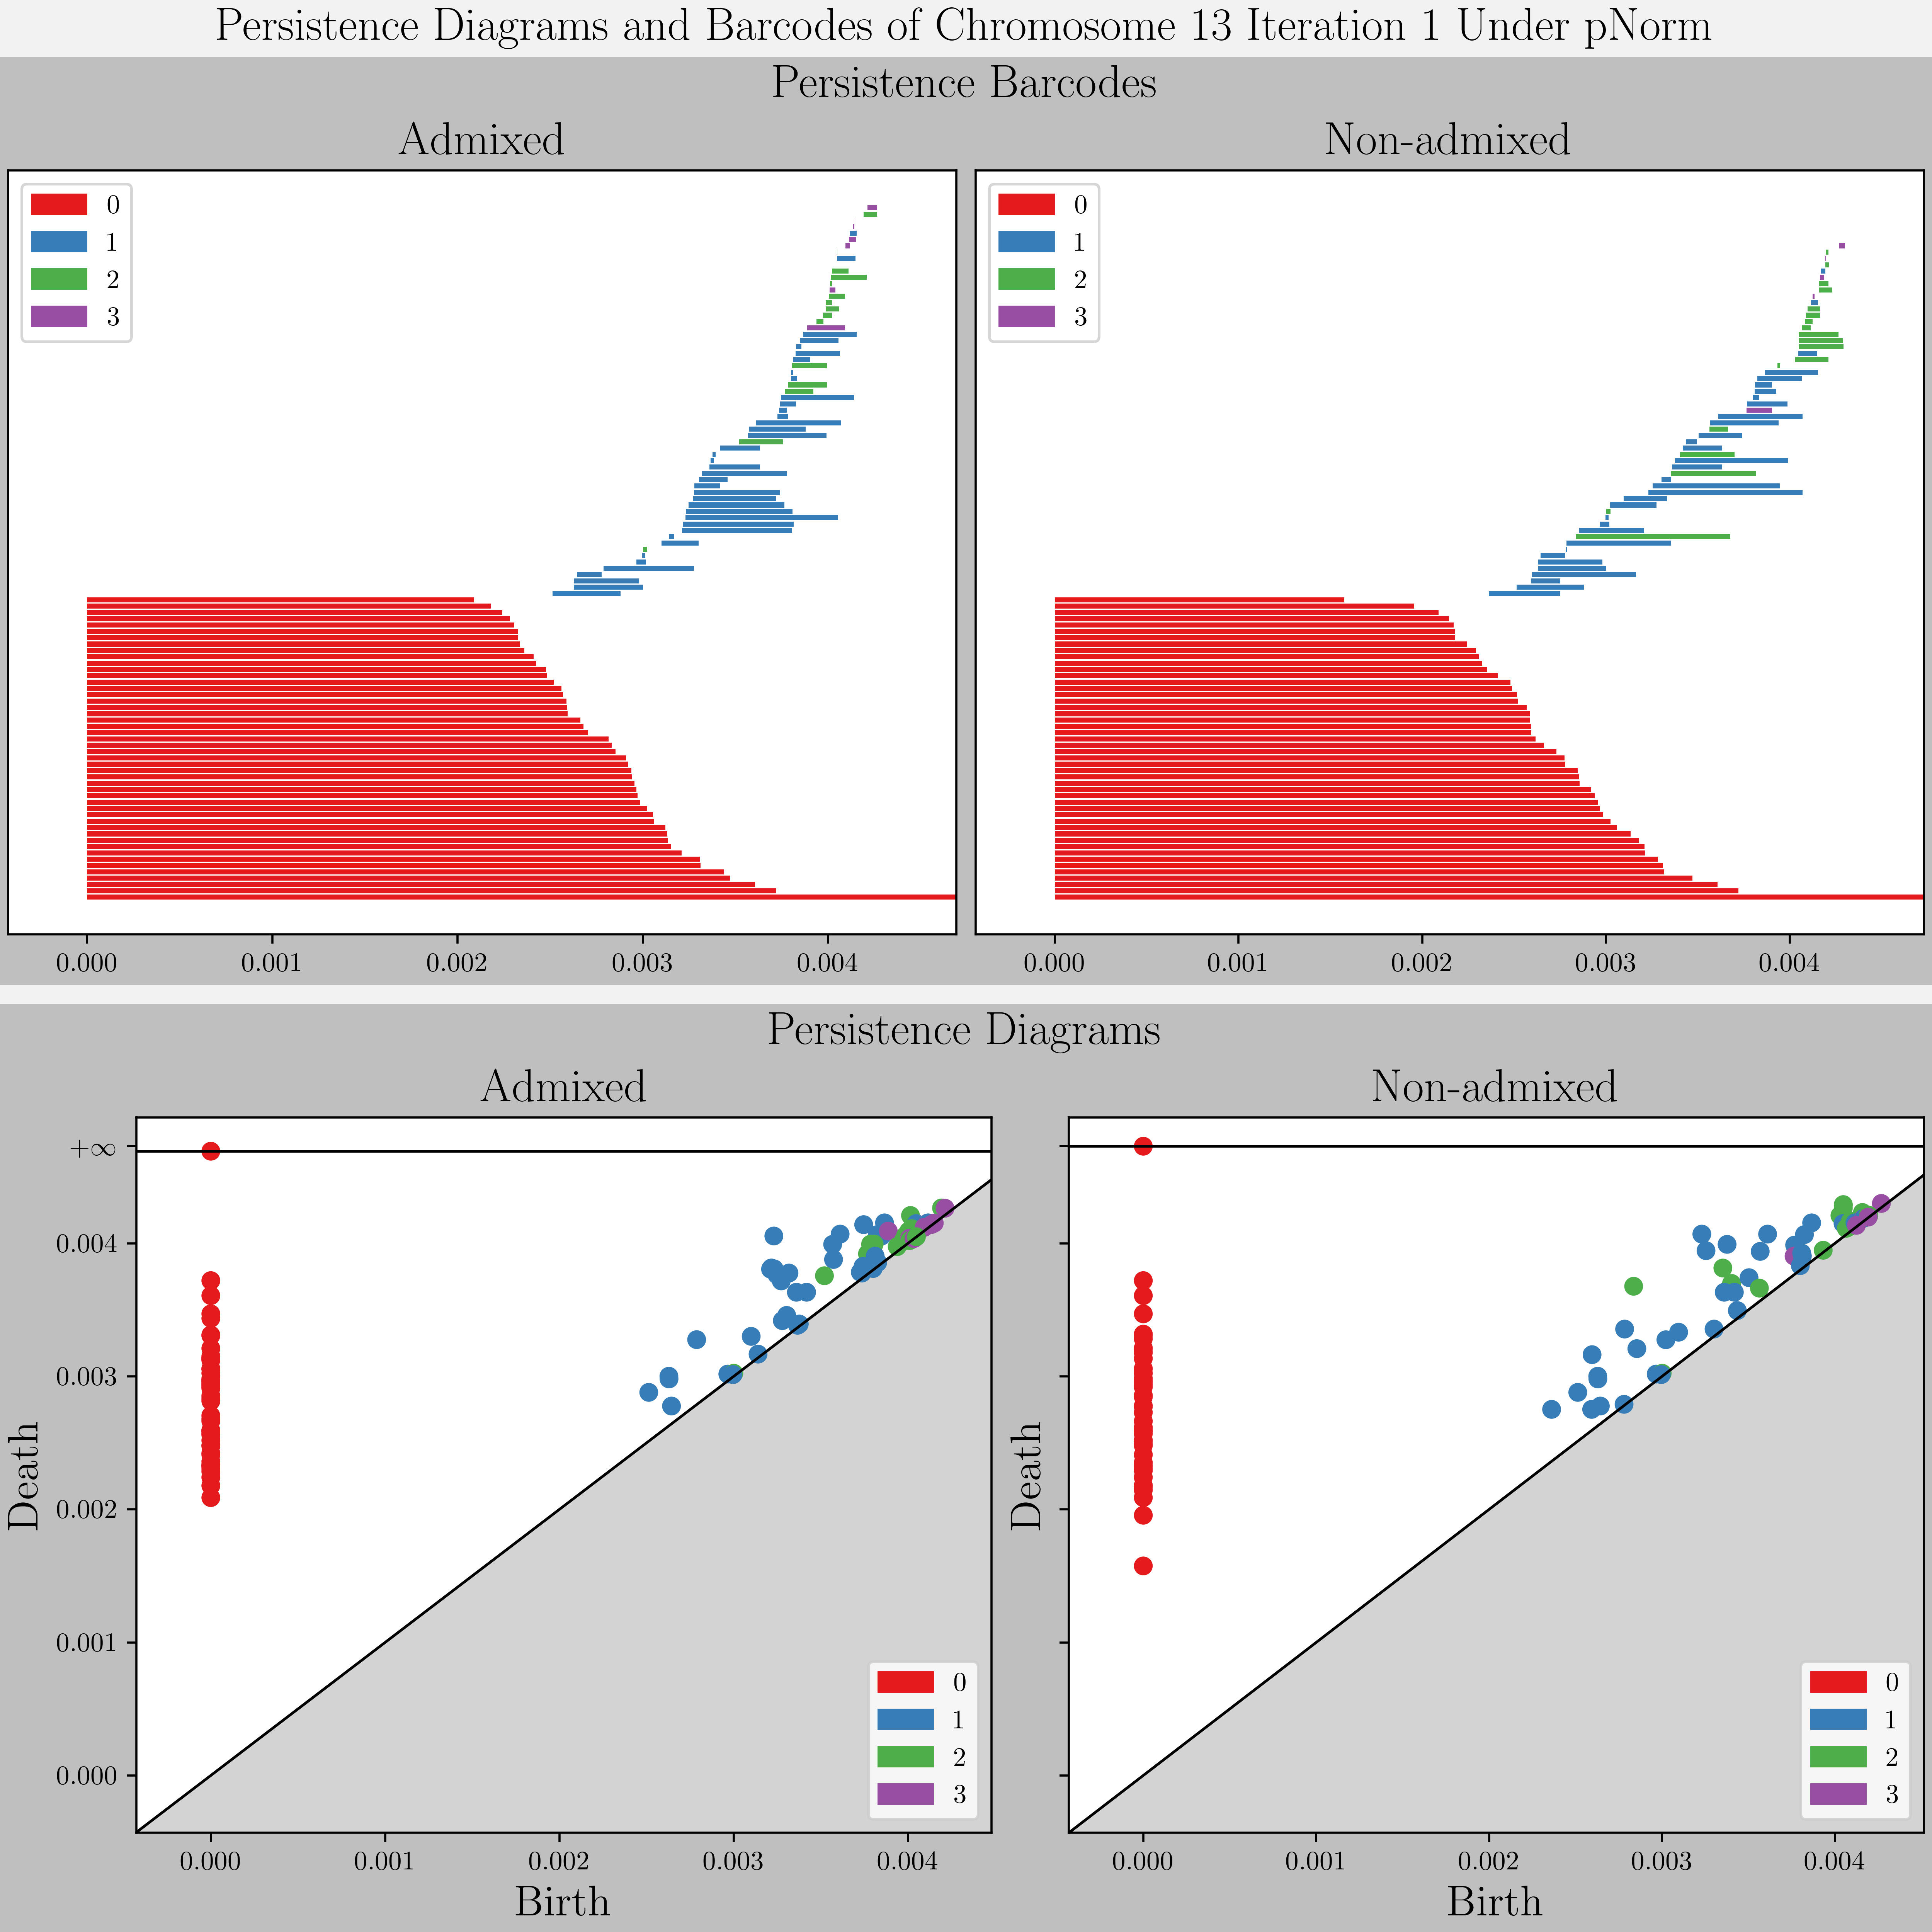 Persistence Diagrams and Barcodes of Chromosome 13 Iteration 1 Under pNorm
Persistence Barcodes
Admixed
Non-admixed
0
1
2
3
0
1
2
3
0.000 0.001 0.002 0.003 0.004
0.000 0.001 0.002 0.003 0.004
Persistence Diagrams
Admixed
Non-admixed
+∞
0.004
0.003
0.002
0.001
0.000
Death
Death
0
1
2
3
0
1
2
3
0.000 0.001 0.002 0.003 0.004
0.000 0.001 0.002 0.003 0.004
Birth
Birth